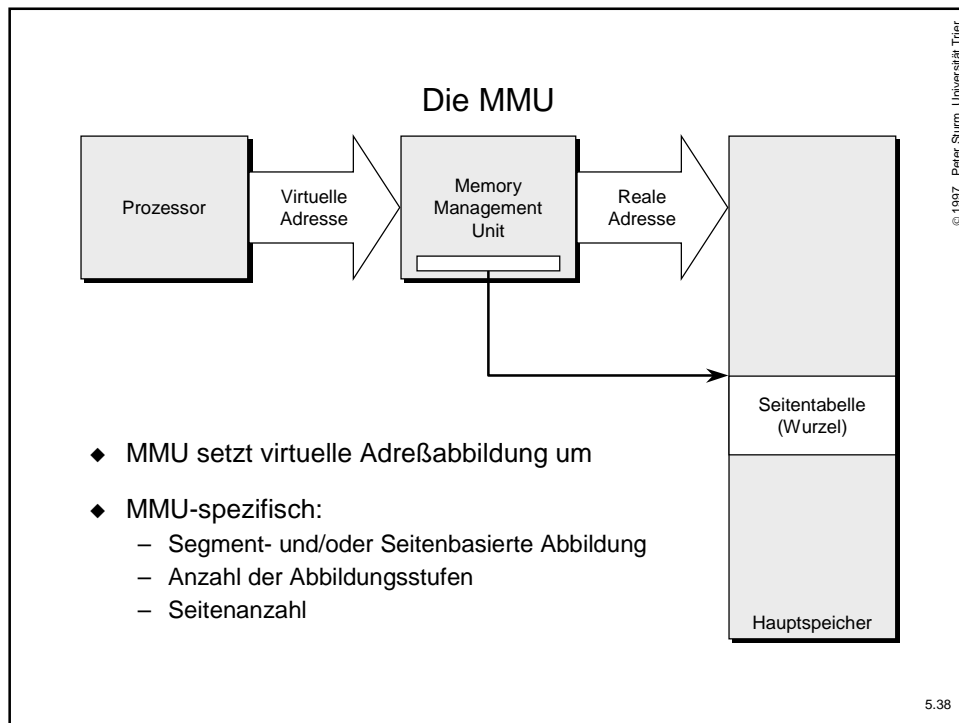 Die MMU
Prozessor
Virtuelle
Adresse
Memory
Management
Unit
Reale
Adresse
Seitentabelle
(Wurzel)
Hauptspeicher
◆ MMU setzt virtuelle Adreßabbildung um
◆ MMU-spezifisch:
– Segment- und/oder Seitenbasierte Abbildung
– Anzahl der Abbildungsstufen
– Seitenanzahl
© 1997, Peter Sturm, Universität Trier
5.38